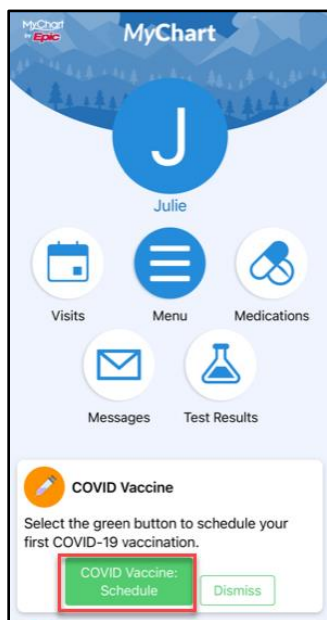 MyChart
by Epic
MyChart
J
Julie
Visits
Menu
Medications
Messages
Test Results
COVID Vaccine
Select the green button to schedule your
first COVID-19 vaccination.
COVID Vaccine:
Schedule
Dismiss